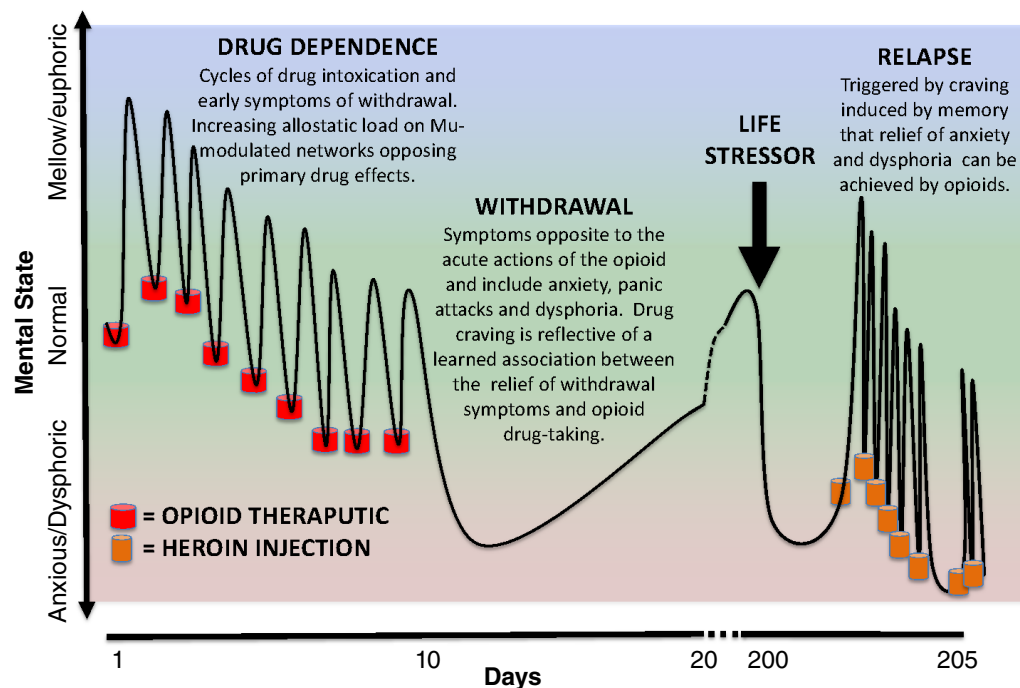 DRUG DEPENDENCE
Cycles of drug intoxication and
early symptoms of withdrawal.
Increasing allostatic load on Mu-
modulated networks opposing
primary drug effects.
WITHDRAWAL
Symptoms opposite to the
acute actions of the opioid
and include anxiety, panic
attacks and dysphoria. Drug
craving is reflective of a
learned association between
the relief of withdrawal
symptoms and opioid
drug-taking.
LIFE
STRESSOR
RELAPSE
Triggered by craving
induced by memory
that relief of anxiety
and dysphoria can be
achieved by opioids.
Mental State
Mellow/euphoric
Normal
Anxious/Dysphoric
= OPIOID THERAPUTIC
= HEROIN INJECTION
1 10 20 200 205
Days